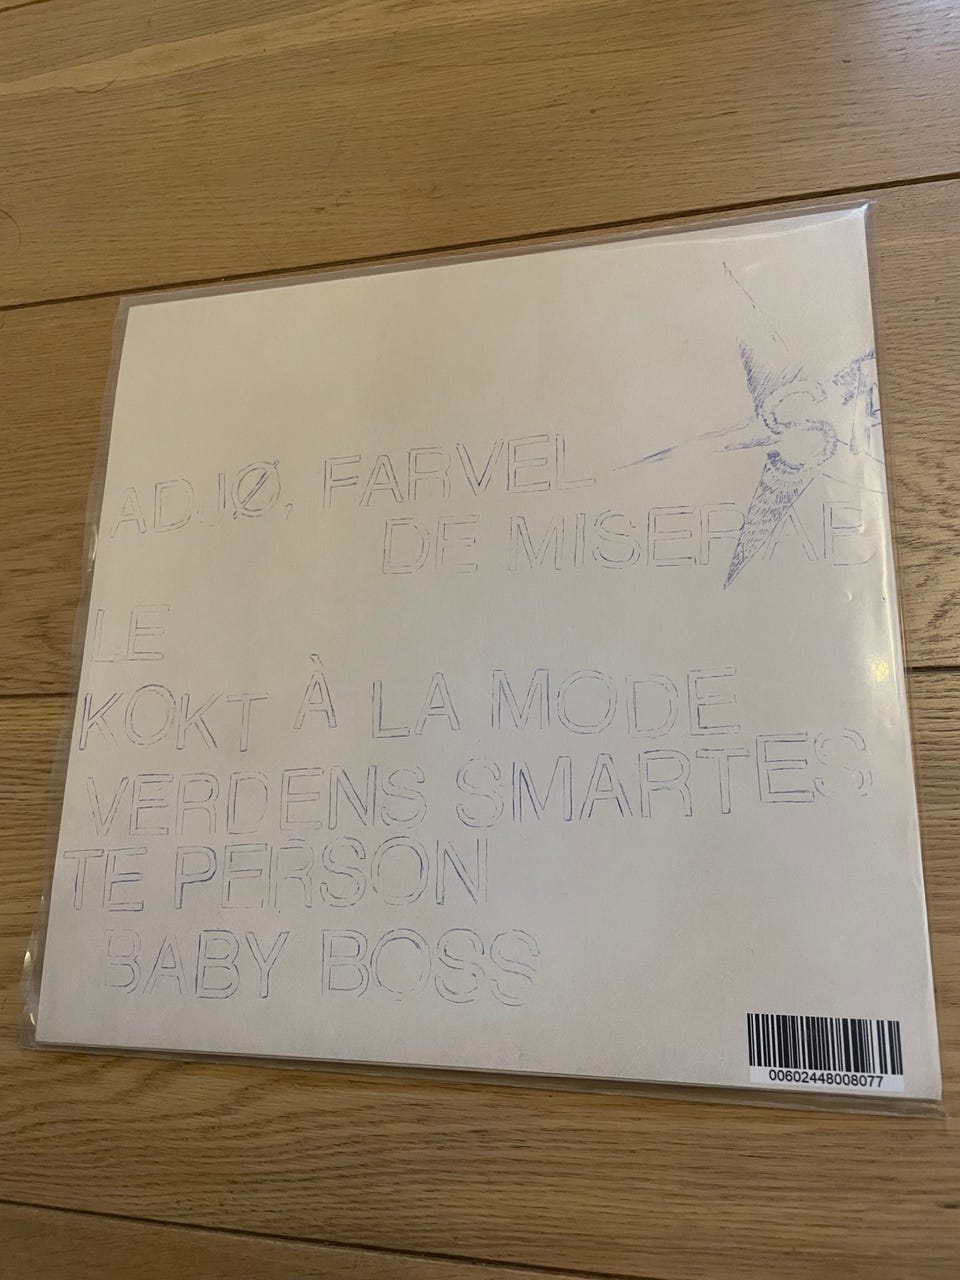 ADJØ, FARVEL
DE MISERAB
LE
KOKT À LA MODE
VERDENS SMARTES
TE PERSON
BABY BOSS
00602448008077